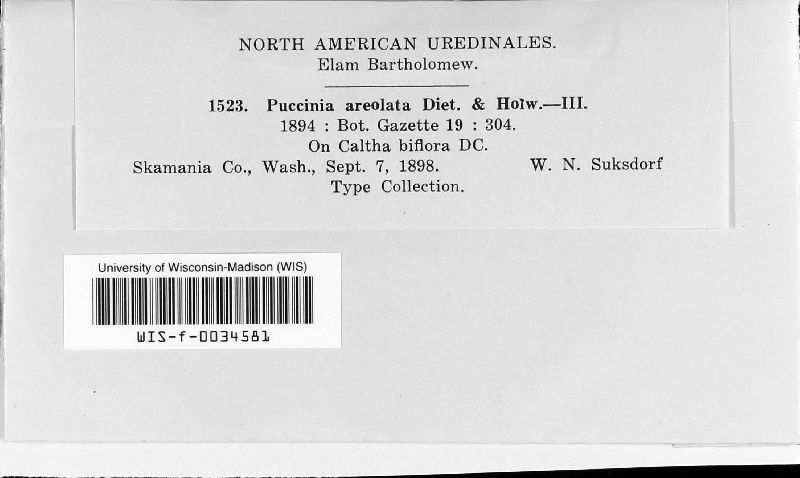 NORTH AMERICAN UREDINALES.
Elam Bartholomew.
1523. Puccinia areolata Diet. & Holw.—III.
1894 : Bot. Gazette 19 : 304.
On Caltha biflora DC.
Skamania Co., Wash., Sept. 7, 1898. W. N. Suksdorf
Type Collection.
University of Wisconsin-Madison (WIS)
WIS-f-0034581